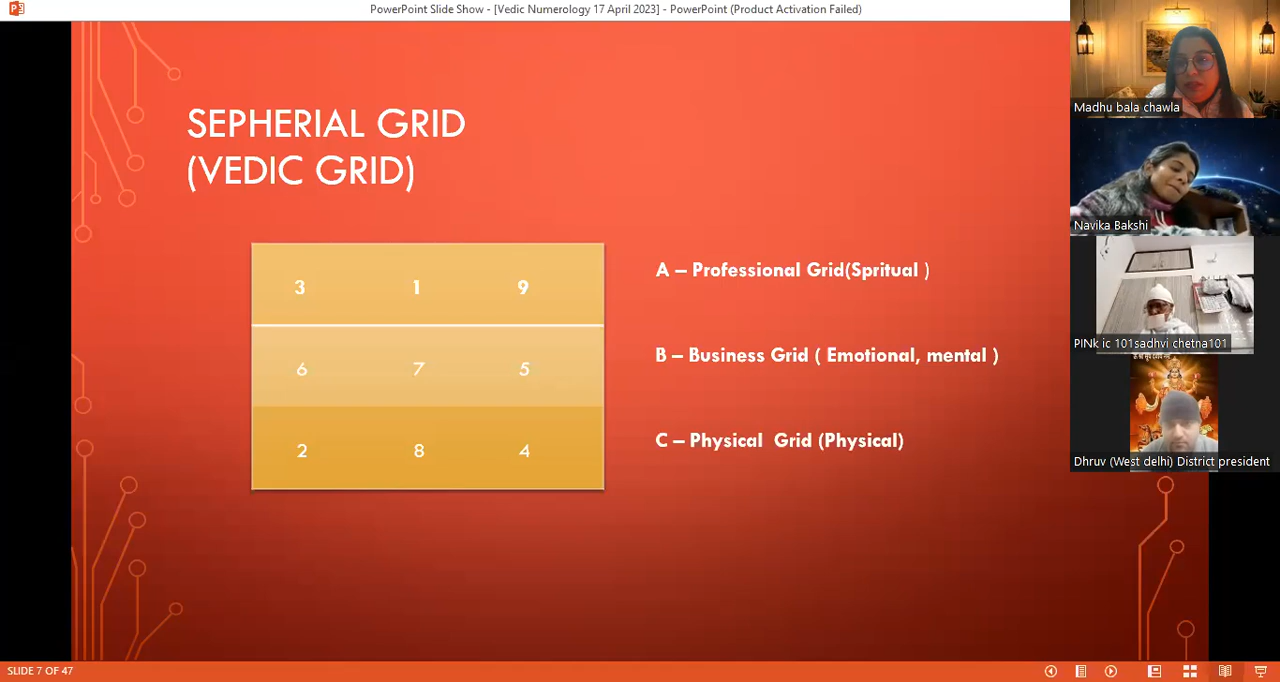 PowerPoint Slide Show - [Vedic Numerology 17 April 2023] - PowerPoint (Product Activation Failed)
SEPHERIAL GRID
(VEDIC GRID)
3 1 9
A – Professional Grid(Spritual )
6 7 5
B – Business Grid ( Emotional, mental )
2 8 4
C – Physical Grid (Physical)
Madhu bala chawla
Navika Bakshi
PINk ic 101sadhvi chetna101
Dhruv (West delhi) District president
SLIDE 7 OF 47